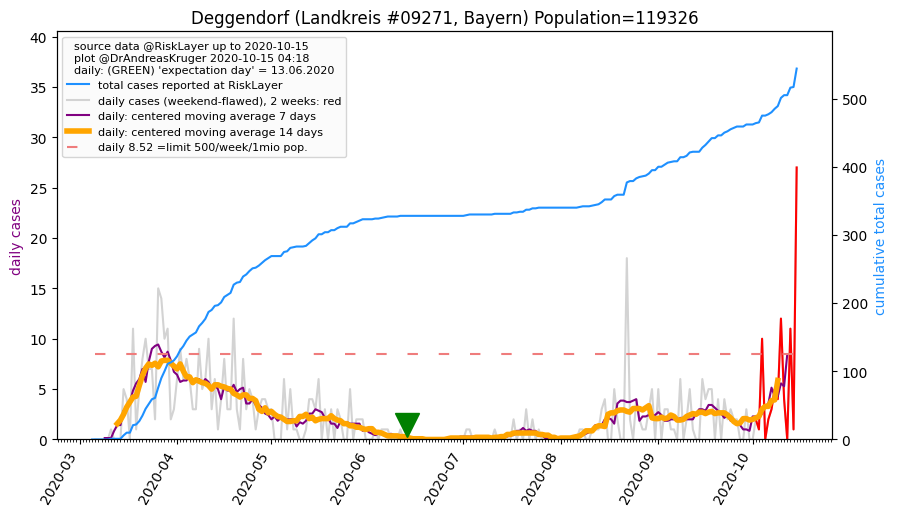 Deggendorf (Landkreis #09271, Bayern) Population=119326
source data @RiskLayer up to 2020-10-15
plot @DrAndreasKruger 2020-10-15 04:18
daily: (GREEN) 'expectation day' = 13.06.2020
total cases reported at RiskLayer
daily cases (weekend-flawed), 2 weeks: red
daily: centered moving average 7 days
daily: centered moving average 14 days
daily 8.52 =limit 500/week/1mio pop.
daily cases
40
35
30
25
20
15
10
5
0
cumulative total cases
500
400
300
200
100
0
2020-03
2020-04
2020-05
2020-06
2020-07
2020-08
2020-09
2020-10